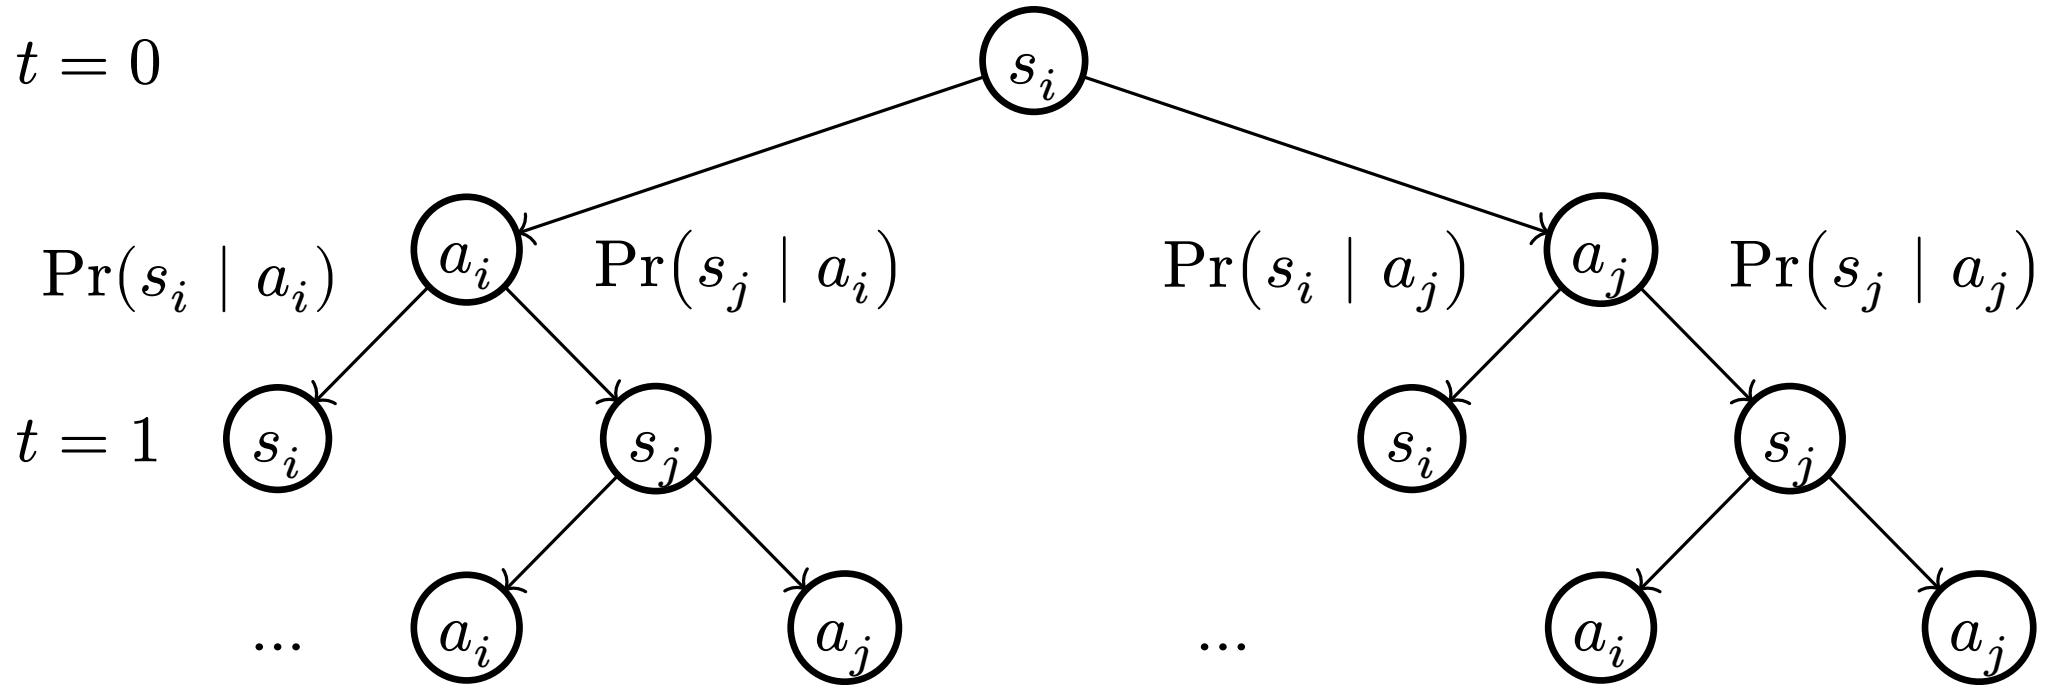 t = 0
s_i
a_i
a_j
Pr(s_i | a_i)
Pr(s_j | a_i)
Pr(s_i | a_j)
Pr(s_j | a_j)
t = 1
s_i
s_j
s_i
s_j
...
a_i
a_j
...
a_i
a_j